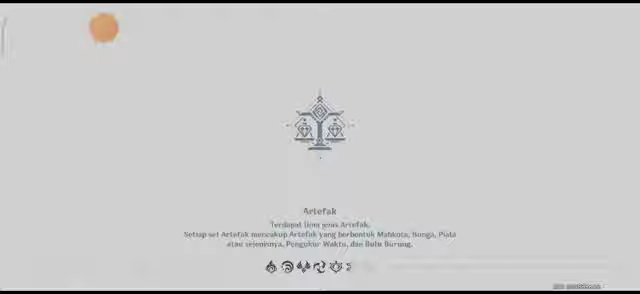 Artefak
Terdapat lima jenis Artefak.
Setiap set Artefak mencakup Artefak yang berbentuk Mahkota, Bunga, Piala
atau sejenisnya, Pengukur Waktu, dan Bulu Burung.